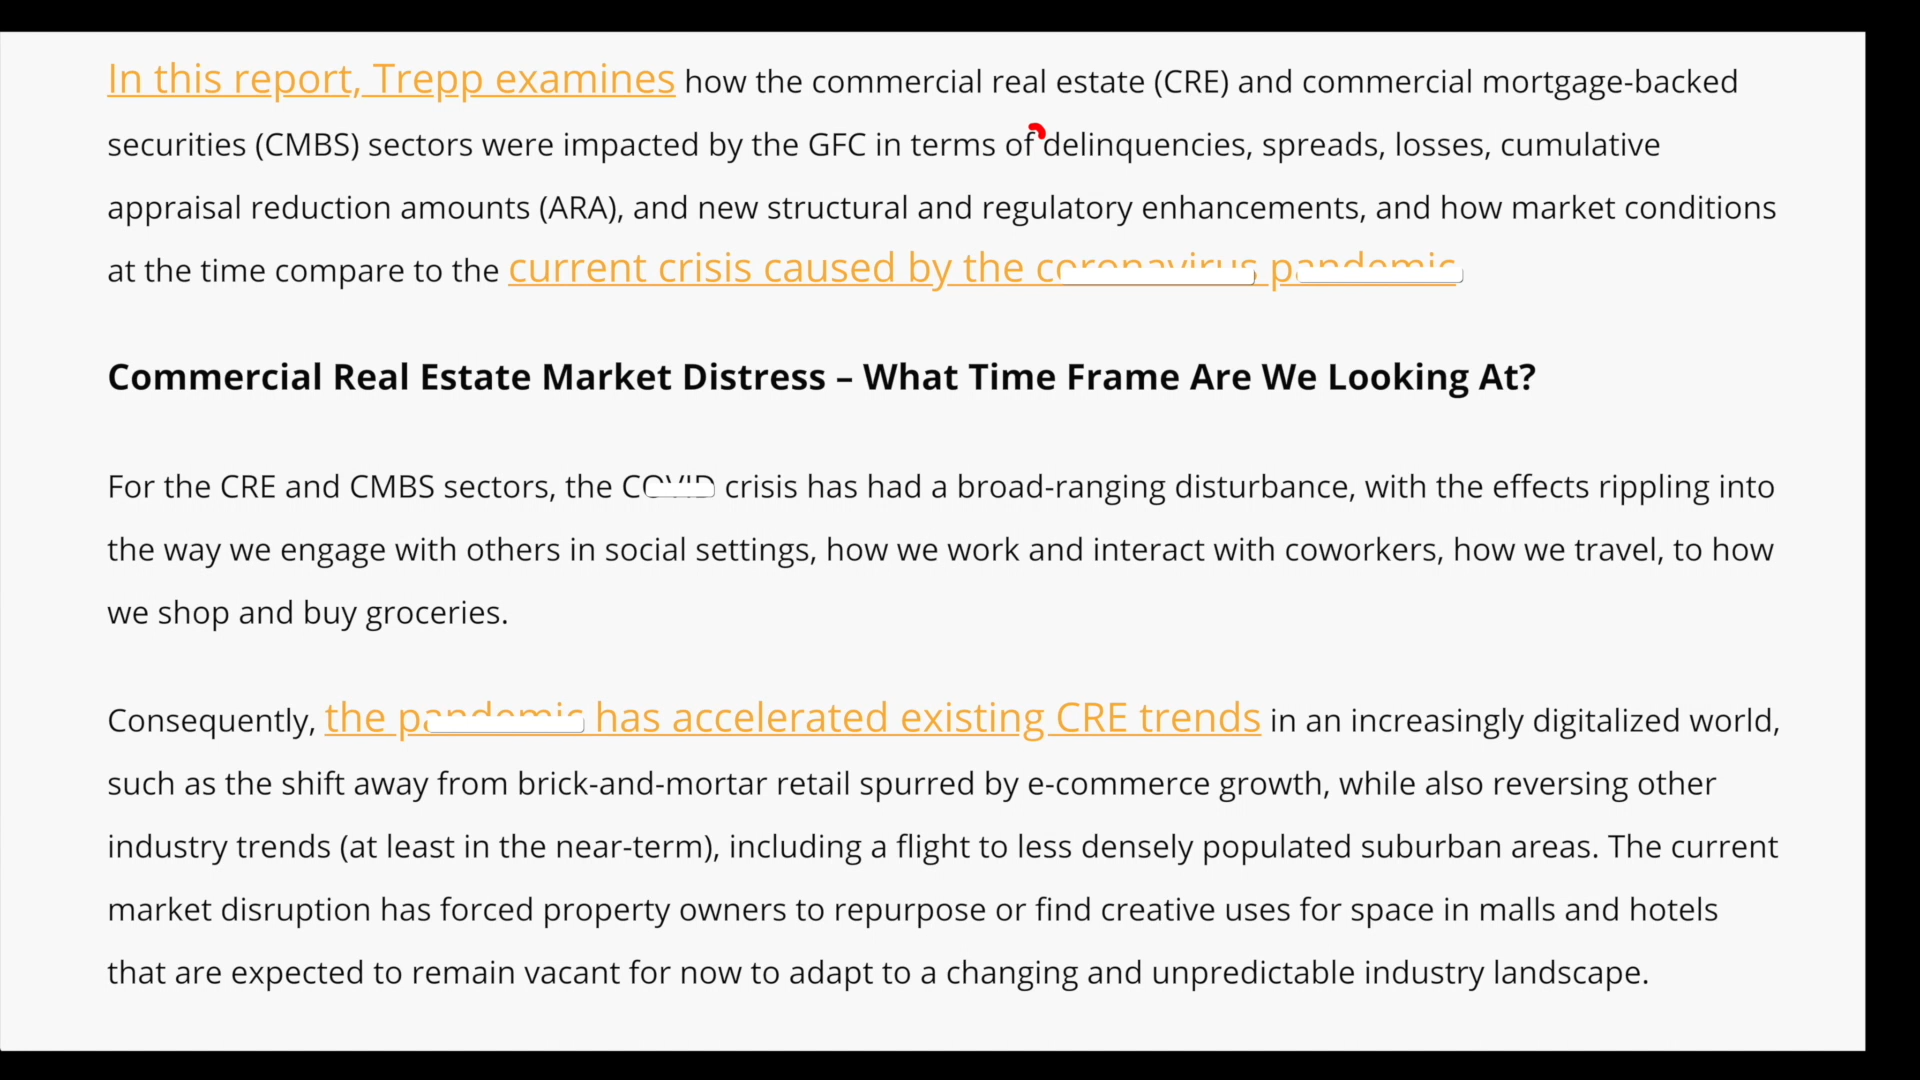 In this report, Trepp examines how the commercial real estate (CRE) and commercial mortgage-backed
securities (CMBS) sectors were impacted by the GFC in terms of delinquencies, spreads, losses, cumulative
appraisal reduction amounts (ARA), and new structural and regulatory enhancements, and how market conditions
at the time compare to the current crisis caused by the coronavirus pandemic
Commercial Real Estate Market Distress – What Time Frame Are We Looking At?
For the CRE and CMBS sectors, the COVID crisis has had a broad-ranging disturbance, with the effects rippling into
the way we engage with others in social settings, how we work and interact with coworkers, how we travel, to how
we shop and buy groceries.
Consequently, the pandemic has accelerated existing CRE trends in an increasingly digitalized world,
such as the shift away from brick-and-mortar retail spurred by e-commerce growth, while also reversing other
industry trends (at least in the near-term), including a flight to less densely populated suburban areas. The current
market disruption has forced property owners to repurpose or find creative uses for space in malls and hotels
that are expected to remain vacant for now to adapt to a changing and unpredictable industry landscape.